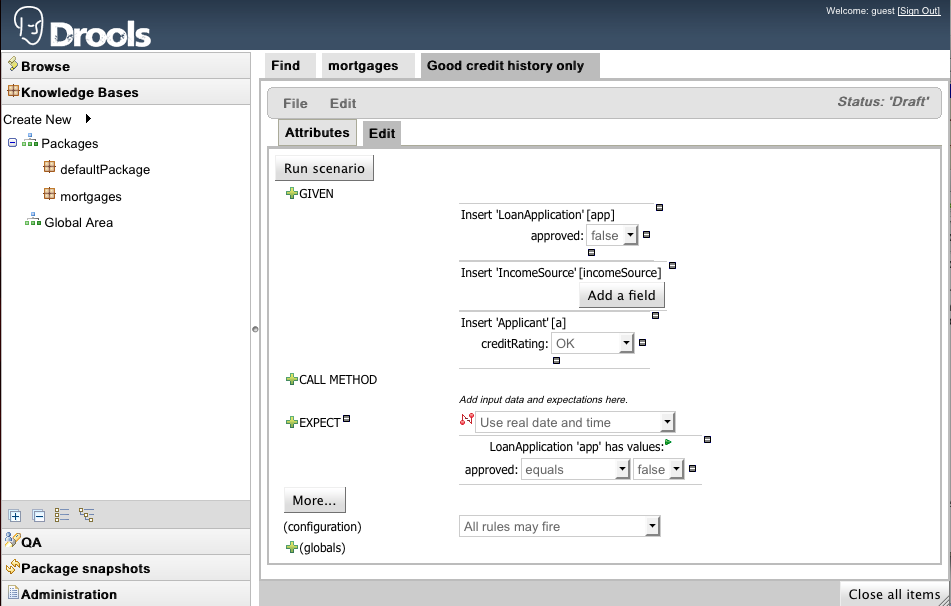 Welcome: guest [Sign Out]
Drools
Browse
Knowledge Bases
Create New
Packages
defaultPackage
mortgages
Global Area
QA
Package snapshots
Administration
Find
mortgages
Good credit history only
File
Edit
Status: 'Draft'
Attributes
Edit
Run scenario
GIVEN
Insert 'LoanApplication' [app]
approved: false
Insert 'IncomeSource' [incomeSource]
Add a field
Insert 'Applicant' [a]
creditRating: OK
CALL METHOD
Add input data and expectations here.
EXPECT
Use real date and time
LoanApplication 'app' has values:
approved: equals false
More...
(configuration) All rules may fire
(globals)
Close all items